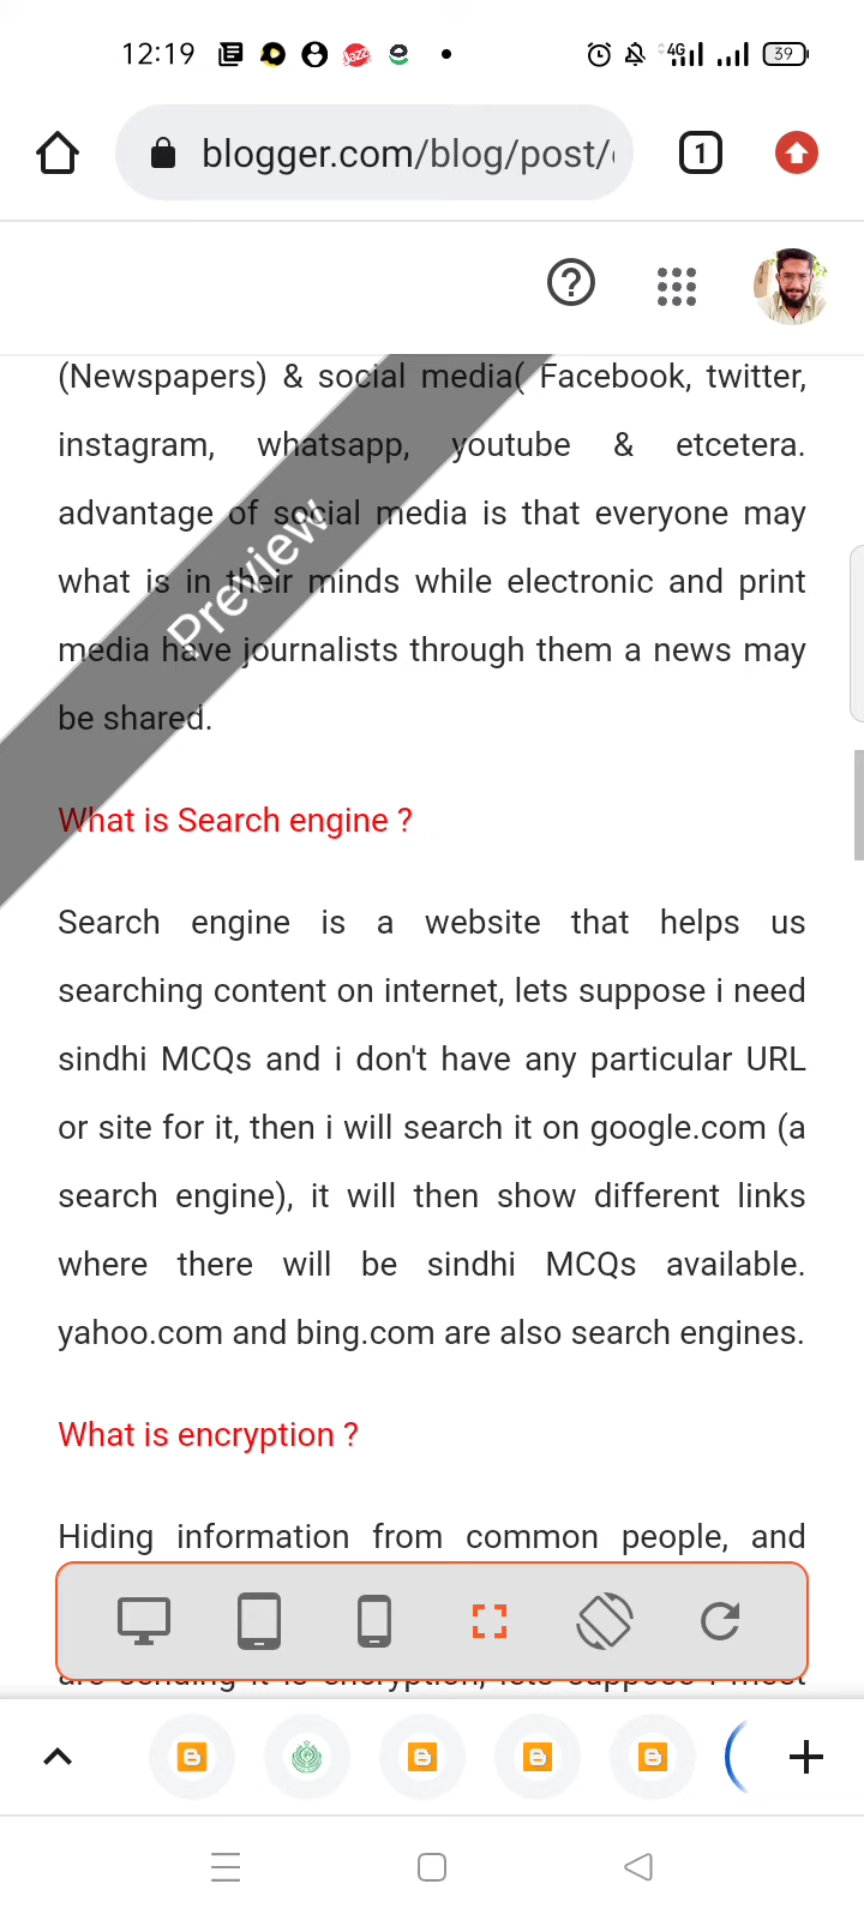 12:19
Jazz
4G
39
blogger.com/blog/post/
1
(Newspapers) & social media( Facebook, twitter,
instagram, whatsapp, youtube & etcetera.
advantage of social media is that everyone may
what is in their minds while electronic and print
media have journalists through them a news may
be shared.
Preview
What is Search engine ?
Search engine is a website that helps us
searching content on internet, lets suppose i need
sindhi MCQs and i don't have any particular URL
or site for it, then i will search it on google.com (a
search engine), it will then show different links
where there will be sindhi MCQs available.
yahoo.com and bing.com are also search engines.
What is encryption ?
Hiding information from common people, and